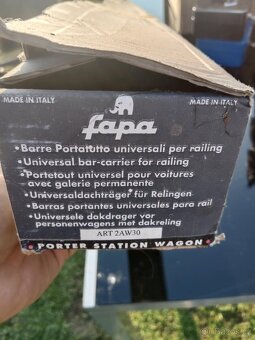 MADE IN ITALY
MADE IN ITALY
fapa
• Barre Portatutto universali per railing
• Universal bar-carrier for railing
• Portetout universel pour voitures
avec galerie permanente
• Universaldachträger für Relingen
• Barras portantes universales para rail
• Universele dakdrager vor
personenwagens met dakreling
ART 2AW30
PORTER STATION WAGON